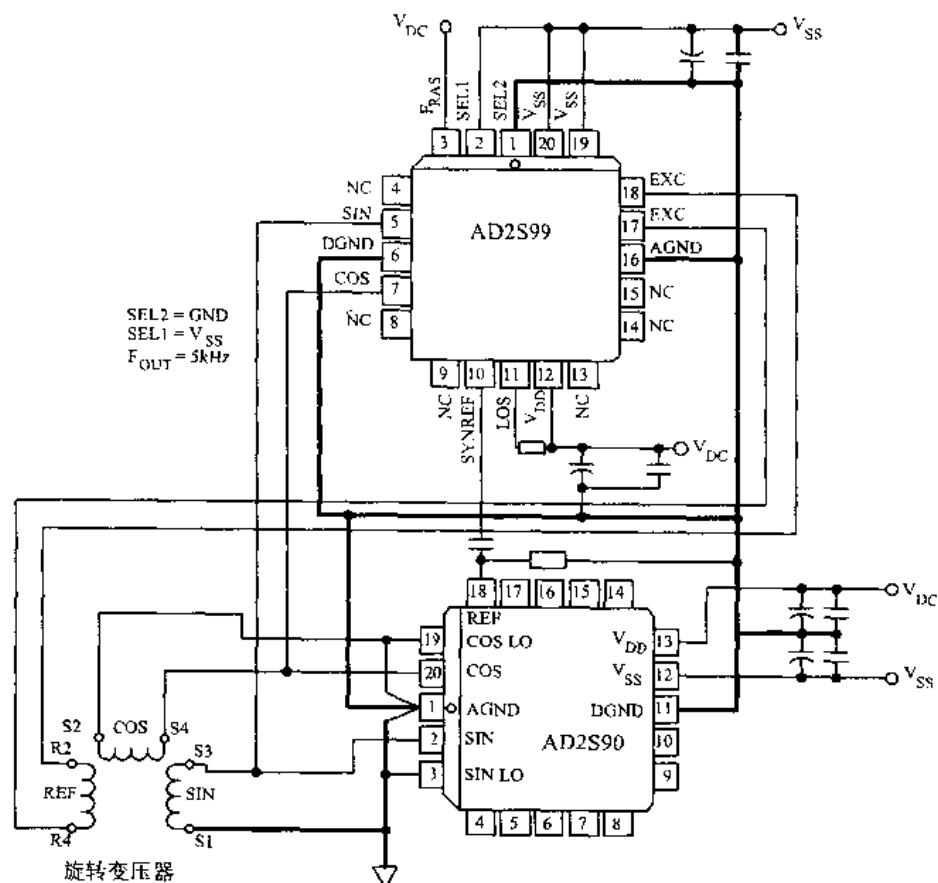 V_DC
V_SS
F_RAS
SEL1
SEL2
V_SS
V_SS
3
2
1
20
19
NC
4
18
EXC
SIN
5
17
EXC
AD2S99
DGND
6
16
AGND
COS
7
15
NC
NC
8
14
NC
SEL2 = GND
SEL1 = V_SS
F_OUT = 5kHz
9
10
11
12
13
NC
SYNREF
LOS
V_DD
NC
V_DC
18
17
16
15
14
REF
V_DC
19
COS LO
V_DD
13
20
COS
V_SS
12
V_SS
1
AGND
DGND
11
S2
COS
S4
2
SIN
AD2S90
10
R2
S3
3
SIN LO
9
REF
SIN
4
5
6
7
8
R4
S1
旋转变压器